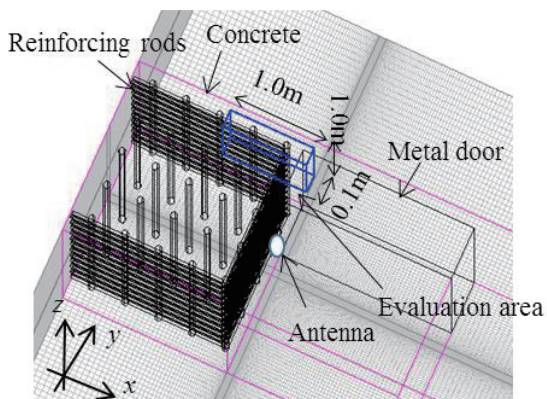 Concrete
Reinforcing rods
1.0m
1.0m
Metal door
0.1m
Evaluation area
Antenna
z
y
x